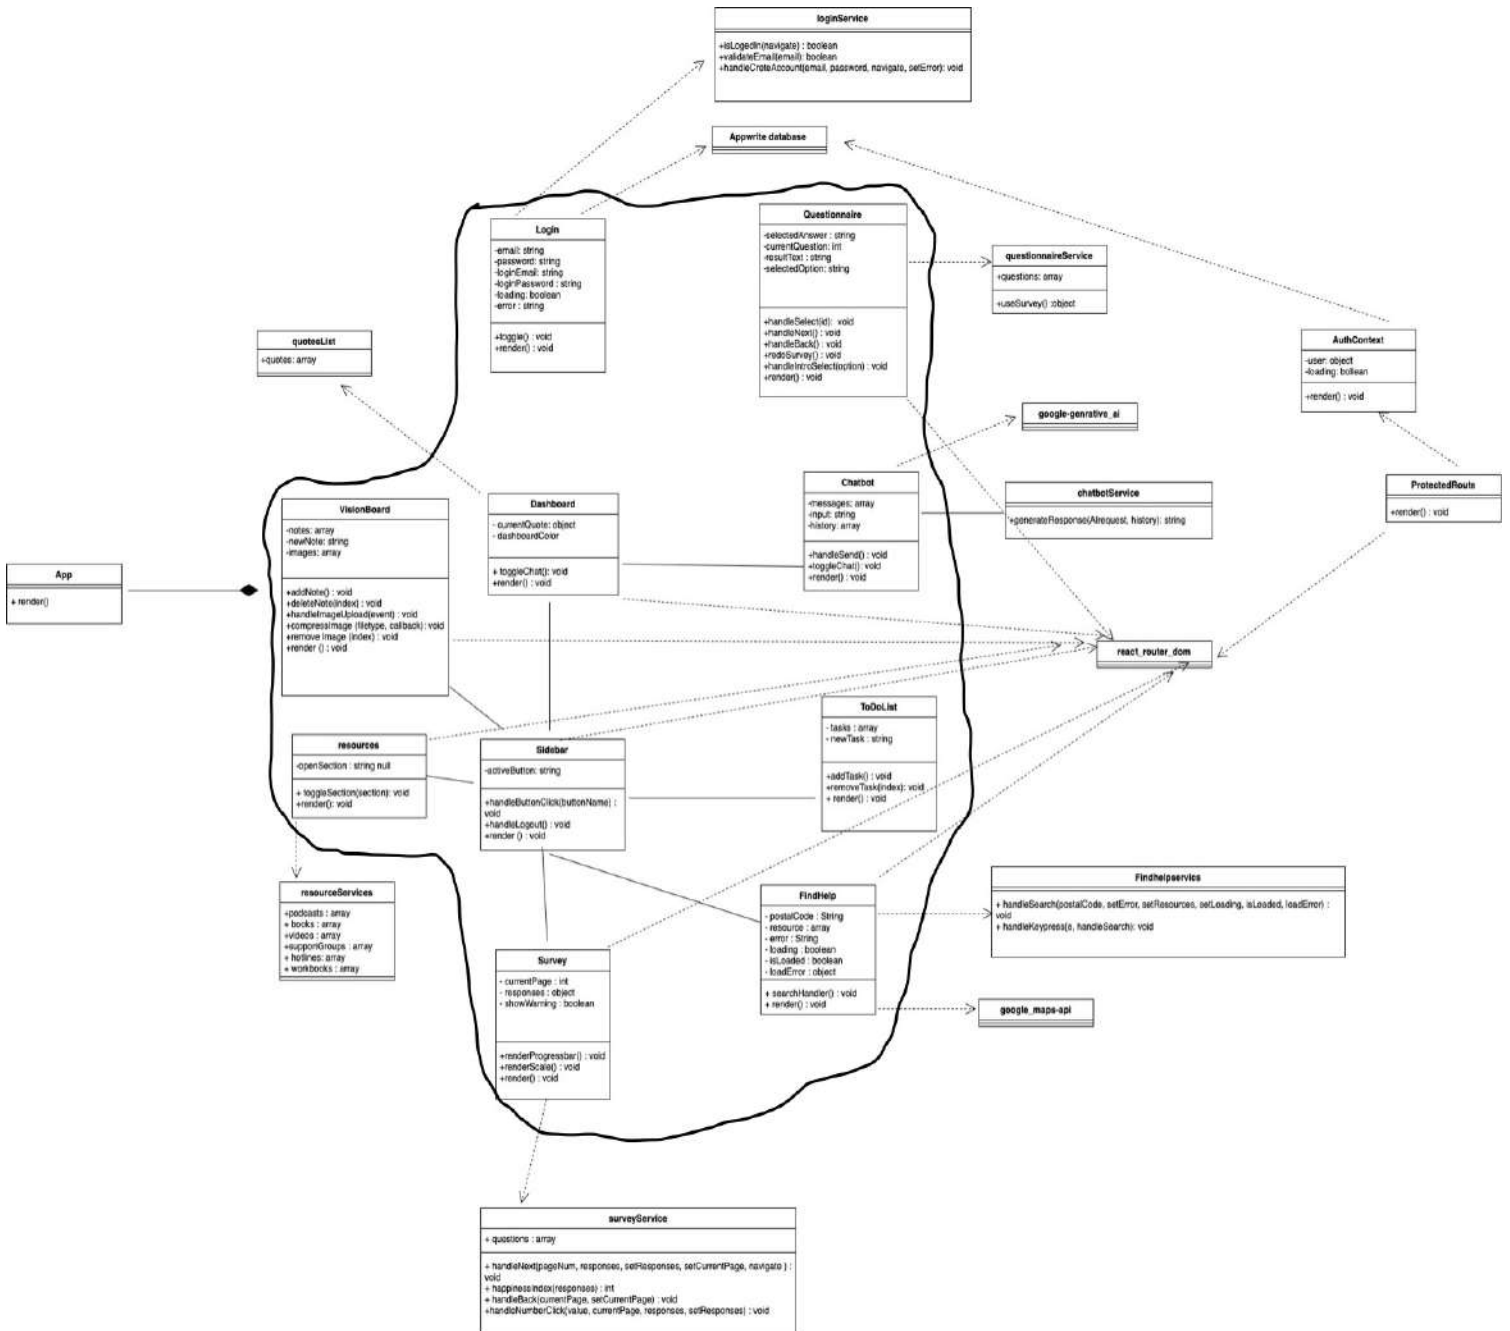 loginService
+isLogedIn(navigate) : boolean
+validateEmail(email): boolean
+handleCreteAccount(email, password, navigate, setError): void
Appwrite database
Login
-email: string
-password: string
-loginEmail: string
-loginPassword : string
-loading: boolean
-error : string
+toggle() : void
+render() : void
Questionnaire
-selectedAnswer : string
-currentQuestion: int
-resultText : string
-selectedOption: string
+handleSelect(id): void
+handleNext() : void
+handleBack() : void
+redoSurvey() : void
+handleIntroSelect(option) : void
+render() : void
questionnaireService
+questions: array
+useSurvey() :object
quotesList
+quotes: array
AuthContext
-user: object
-loading: bollean
+render() : void
google-genrative_ai
ProtectedRoute
+render() : void
Chatbot
-messages: array
-input: string
-history: array
+handleSend() : void
+toggleChat(): void
+render() : void
chatbotService
+generateResponse(AIrequest, history): string
VisionBoard
-notes: array
-newNote: string
-images: array
+addNote() : void
+deleteNote(index) : void
+handleImageUpload(event) : void
+compressImage (filetype, callback): void
+remove Image (index) : void
+render () : void
Dashboard
- currentQuote: object
- dashboardColor
+ toggleChat(): void
+render() : void
App
+ render()
react_router_dom
ToDoList
- tasks : array
- newTask : string
+addTask() : void
+removeTask(index): void
+ render() : void
resources
-openSection : string null
+ toggleSection(section): void
+render(): void
Sidebar
-activeButton: string
+handleButtonClick(buttonName) :
void
+handleLogout() : void
+render () : void
resourceServices
+podcasts : array
+ books : array
+videos : array
+supportGroups : array
+ hotlines: array
+ workbooks : array
FindHelp
- postalCode : String
- resource : array
- error : String
- loading : boolean
- isLoaded : boolean
- loadError : object
+ searchHandler() : void
+ render() : void
Findhelpservics
+ handleSearch(postalCode, setError, setResources, setLoading, isLoaded, loadError) :
void
+ handleKeypress(e, handleSearch): void
google_maps-api
Survey
- currentPage : int
- responses : object
- showWarning : boolean
+renderProgressbar() : void
+renderScale() : void
+render() : void
surveyService
+ questions : array
+ handleNext(pageNum, responses, setResponses, setCurrentPage, navigate ) :
void
+ happinessIndex(responses) : int
+ handleBack(currentPage, setCurrentPage) : void
+handleNumberClick(value, currentPage, responses, setResponses) : void